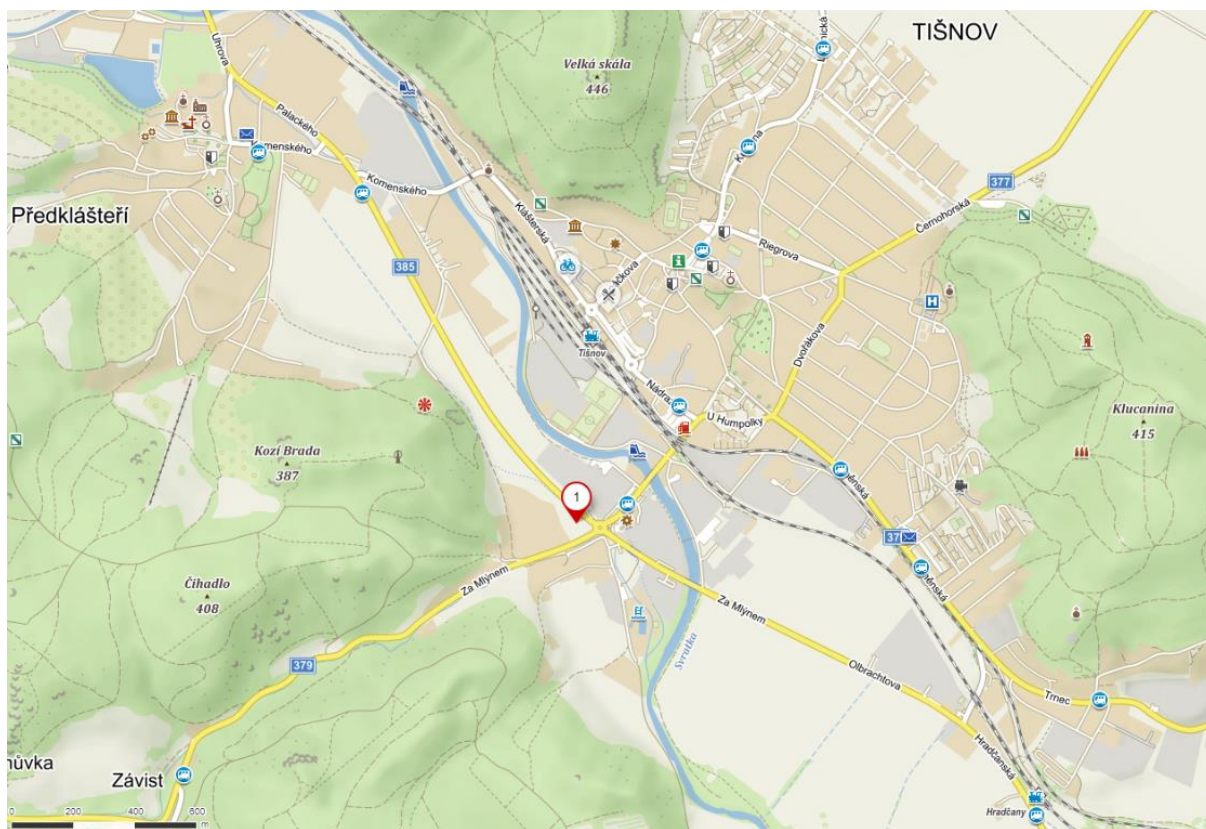 TIŠNOV
Velká skála
446
Uhrova
Palackého
Komenského
Komenského
Klášterská
Předklášteří
377
Černohorská
Riegrova
385
Tišnov
Dvořákova
U Humpolky
Klucanina
415
Kozí Brada
387
1
Čihadlo
408
Za Mlýnem
Za Mlýnem
379
Svratka
Olbrachtova
Trnec
Hradčanská
Závist
Hradčany
0 200 400 600
m